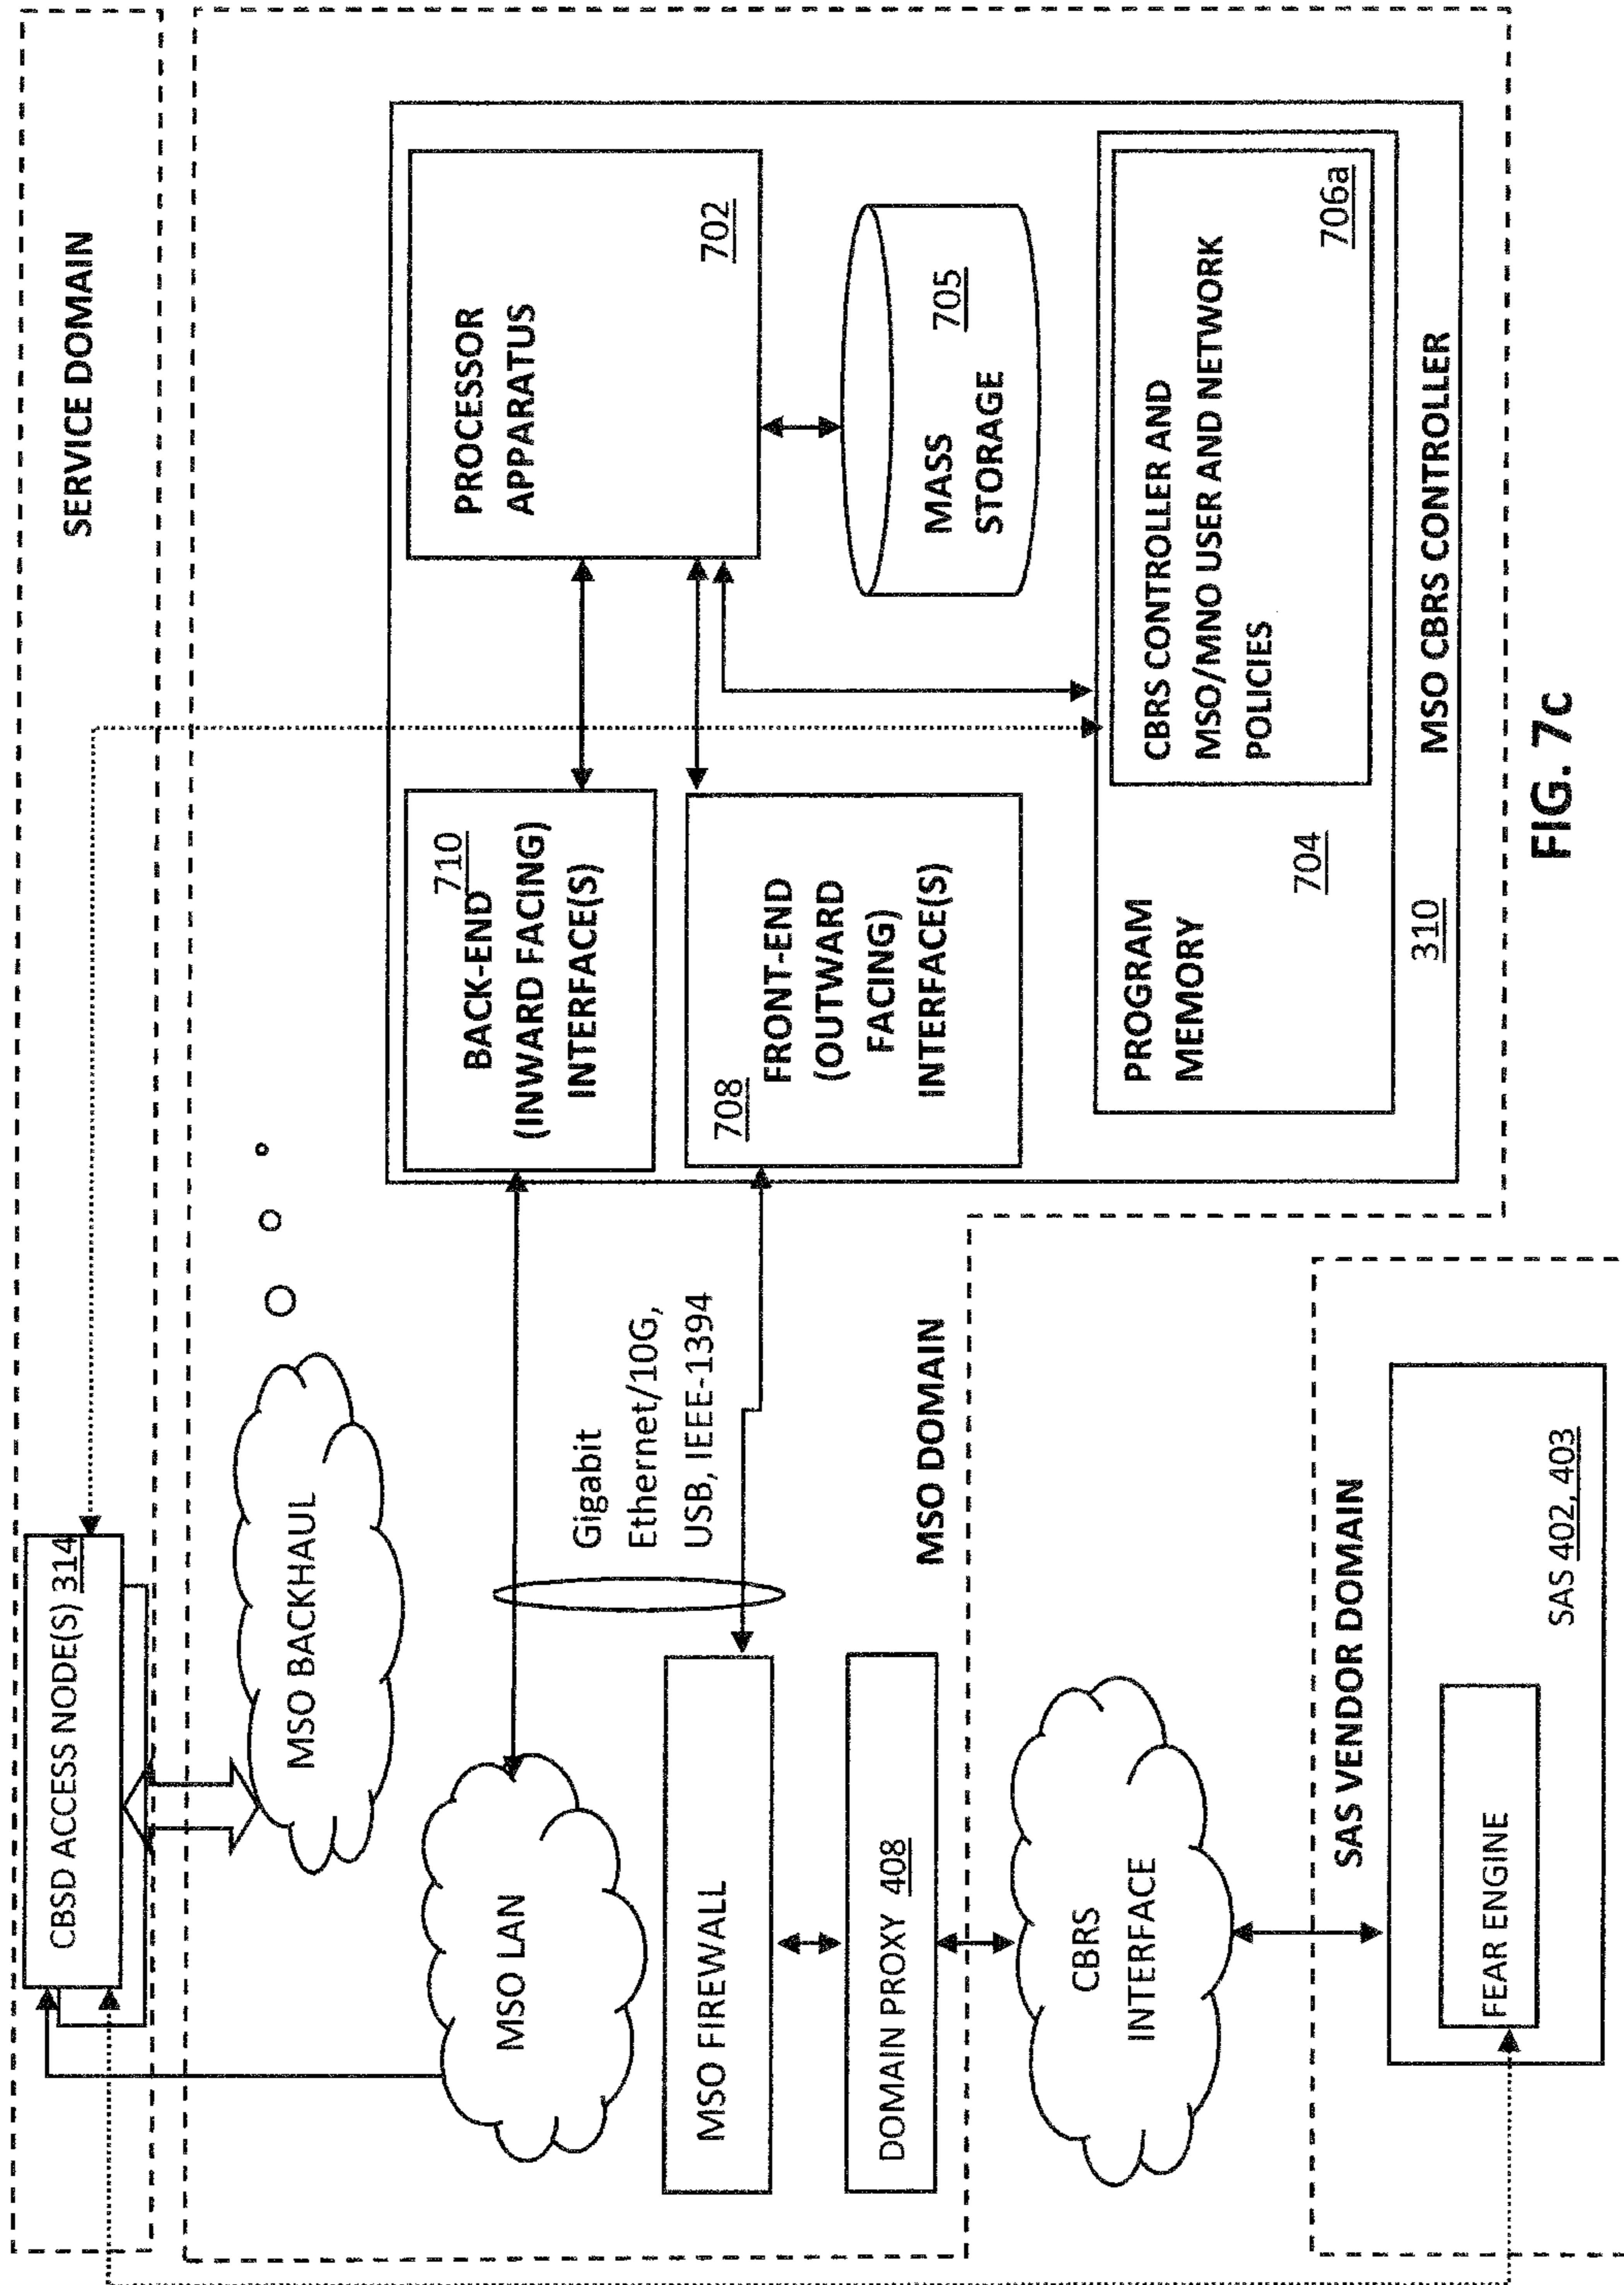 SERVICE DOMAIN
CBSD ACCESS NODE(S) 314
MSO BACKHAUL
MSO LAN
Gigabit
Ethernet/10G,
USB, IEEE-1394
MSO FIREWALL
DOMAIN PROXY 408
MSO DOMAIN
710
BACK-END
(INWARD FACING)
INTERFACE(S)
708
FRONT-END
(OUTWARD
FACING)
INTERFACE(S)
PROCESSOR
APPARATUS
702
MASS
STORAGE
705
PROGRAM
MEMORY
704
CBRS CONTROLLER AND
MSO/MNO USER AND NETWORK
POLICIES
706a
310
MSO CBRS CONTROLLER
CBRS
INTERFACE
SAS VENDOR DOMAIN
FEAR ENGINE
SAS 402, 403
FIG. 7c